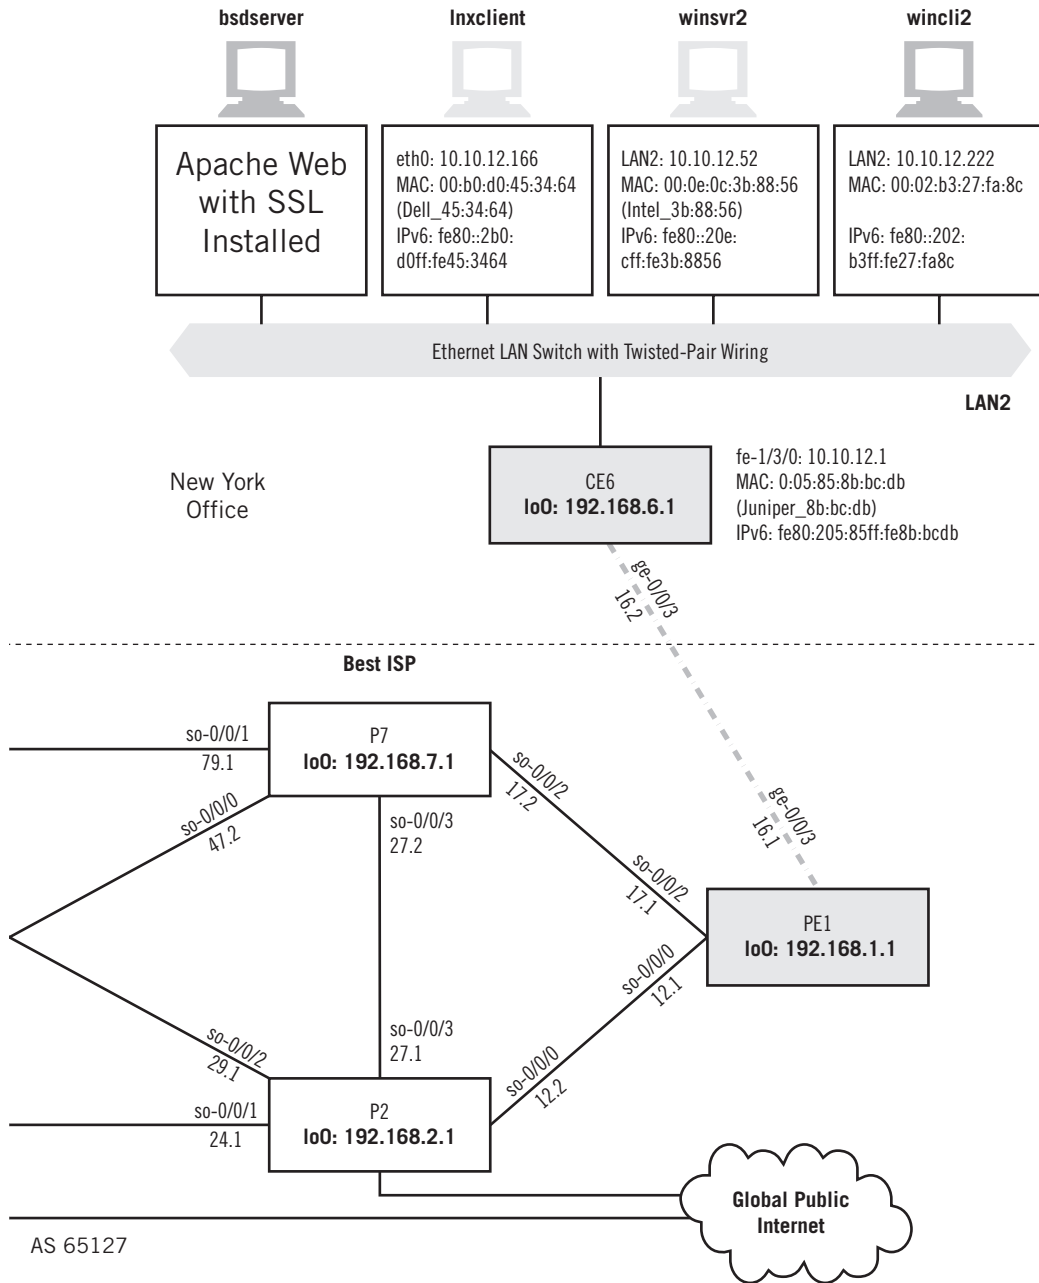 bsdserver
lnxclient
winsvr2
wincli2
Apache Web
with SSL
Installed
eth0: 10.10.12.166
MAC: 00:b0:d0:45:34:64
(Dell_45:34:64)
IPv6: fe80::2b0:
d0ff:fe45:3464
LAN2: 10.10.12.52
MAC: 00:0e:0c:3b:88:56
(Intel_3b:88:56)
IPv6: fe80::20e:
cff:fe3b:8856
LAN2: 10.10.12.222
MAC: 00:02:b3:27:fa:8c
IPv6: fe80::202:
b3ff:fe27:fa8c
Ethernet LAN Switch with Twisted-Pair Wiring
LAN2
New York
Office
CE6
lo0: 192.168.6.1
fe-1/3/0: 10.10.12.1
MAC: 0:05:85:8b:bc:db
(Juniper_8b:bc:db)
IPv6: fe80:205:85ff:fe8b:bcdb
ge-0/0/3
16.2
Best ISP
so-0/0/1
79.1
P7
lo0: 192.168.7.1
so-0/0/2
17.2
ge-0/0/3
16.1
so-0/0/0
47.2
so-0/0/3
27.2
so-0/0/2
17.1
PE1
lo0: 192.168.1.1
so-0/0/0
12.1
so-0/0/2
29.1
so-0/0/3
27.1
so-0/0/0
12.2
so-0/0/1
24.1
P2
lo0: 192.168.2.1
Global Public
Internet
AS 65127